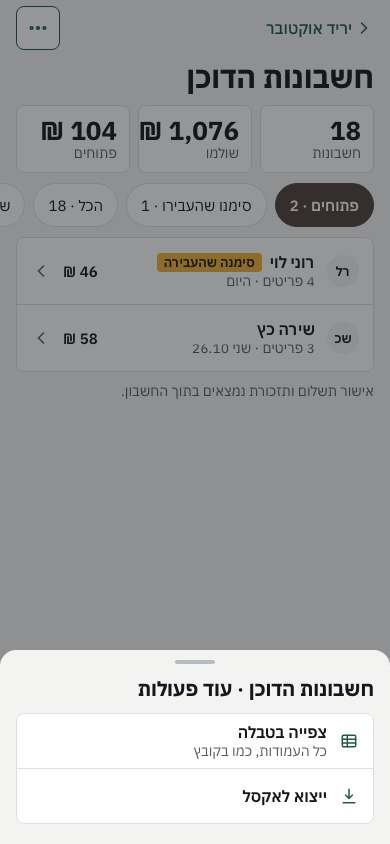 יריד אוקטובר
חשבונות הדוכן
18
חשבונות
1,076 ₪
שולמו
104 ₪
פתוחים
פתוחים · 2
סימנו שהעבירו · 1
הכל · 18
רל
רוני לוי
סימנה שהעבירה
4 פריטים · היום
46 ₪
שכ
שירה כץ
3 פריטים · שני 26.10
58 ₪
אישור תשלום ותזכורת נמצאים בתוך החשבון.
חשבונות הדוכן · עוד פעולות
צפייה בטבלה
כל העמודות, כמו בקובץ
ייצוא לאקסל